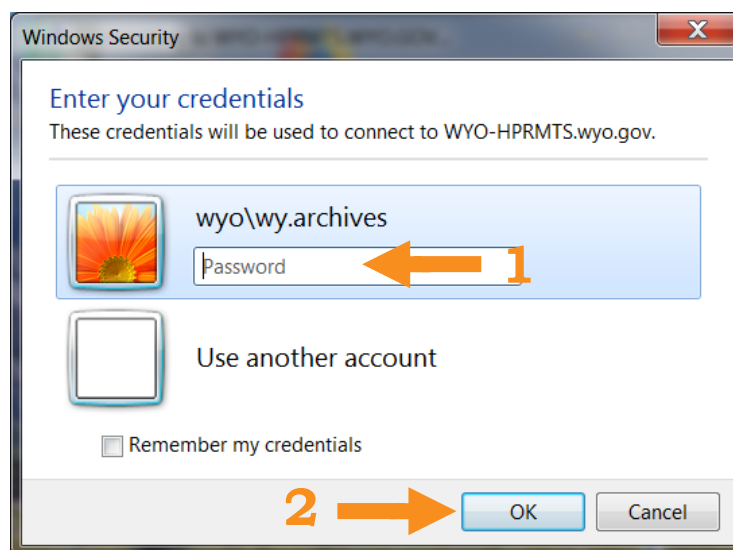 Windows Security
Enter your credentials
These credentials will be used to connect to WYO-HPRMTS.wyo.gov.
wyo\wy.archives
Password
1
Use another account
Remember my credentials
2
OK Cancel